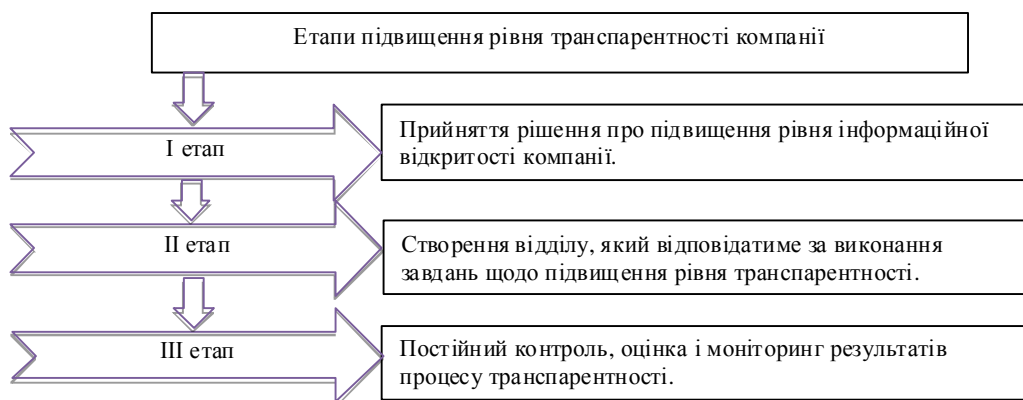 Етапи підвищення рівня транспарентності компанії
І етап
Прийняття рішення про підвищення рівня інформаційної
відкритості компанії.
ІІ етап
Створення відділу, який відповідатиме за виконання
завдань щодо підвищення рівня транспарентності.
ІІІ етап
Постійний контроль, оцінка і моніторинг результатів
процесу транспарентності.